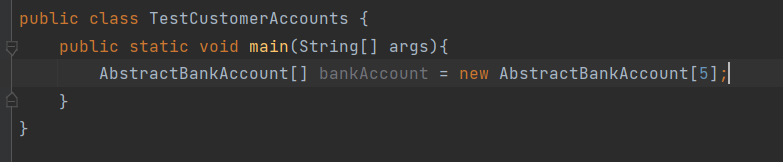 public class TestCustomerAccounts {
    public static void main(String[] args){
        AbstractBankAccount[] bankAccount = new AbstractBankAccount[5];
    }
}